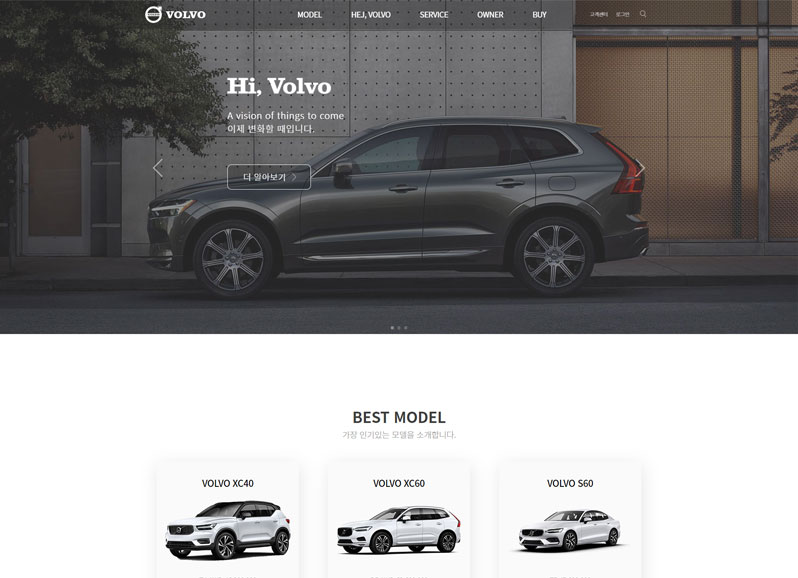 VOLVO
MODEL
HEJ, VOLVO
SERVICE
OWNER
BUY
고객센터
로그인
Hi, Volvo
A vision of things to come
이제 변화할 때입니다.
더 알아보기
BEST MODEL
가장 인기있는 모델을 소개합니다.
VOLVO XC40
VOLVO XC60
VOLVO S60